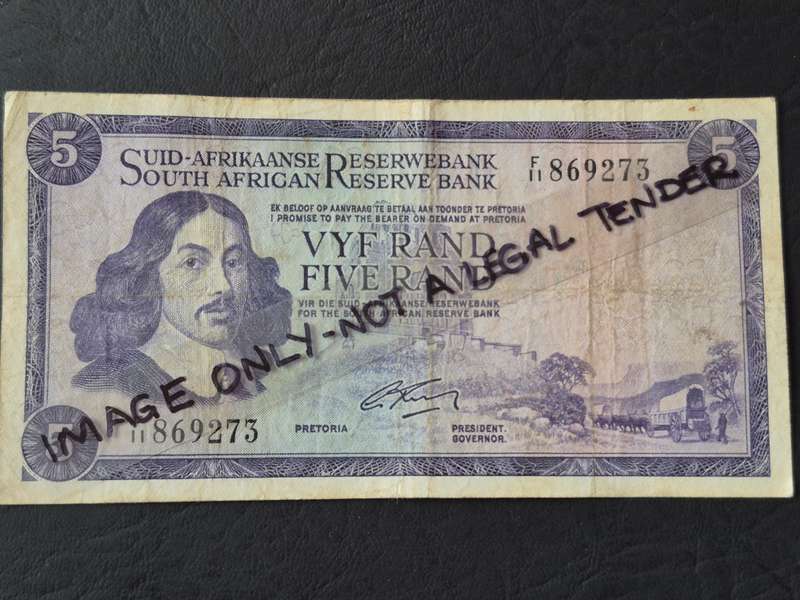 5
SUID-AFRIKAANSE RESERWEBANK
SOUTH AFRICAN RESERVE BANK
F/11 869273
5
EK BELOOF OP AANVRAAG TE BETAAL AAN TOONDER TE PRETORIA
I PROMISE TO PAY THE BEARER ON DEMAND AT PRETORIA
VYF RAND
FIVE RAND
VIR DIE SUID-AFRIKAANSE RESERWEBANK
FOR THE SOUTH AFRICAN RESERVE BANK
IMAGE ONLY-NOT A LEGAL TENDER
5
11 869273
PRETORIA
PRESIDENT.
GOVERNOR.